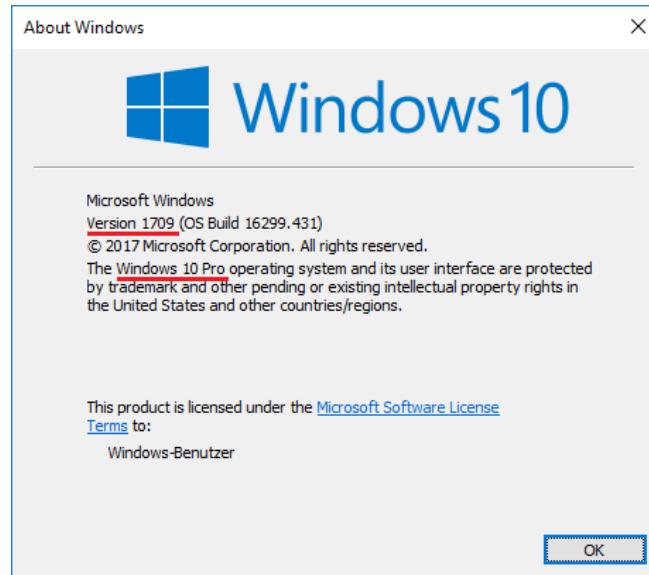 About Windows
Windows 10
Microsoft Windows
Version 1709 (OS Build 16299.431)
© 2017 Microsoft Corporation. All rights reserved.
The Windows 10 Pro operating system and its user interface are protected
by trademark and other pending or existing intellectual property rights in
the United States and other countries/regions.
This product is licensed under the Microsoft Software License
Terms to:
Windows-Benutzer
OK